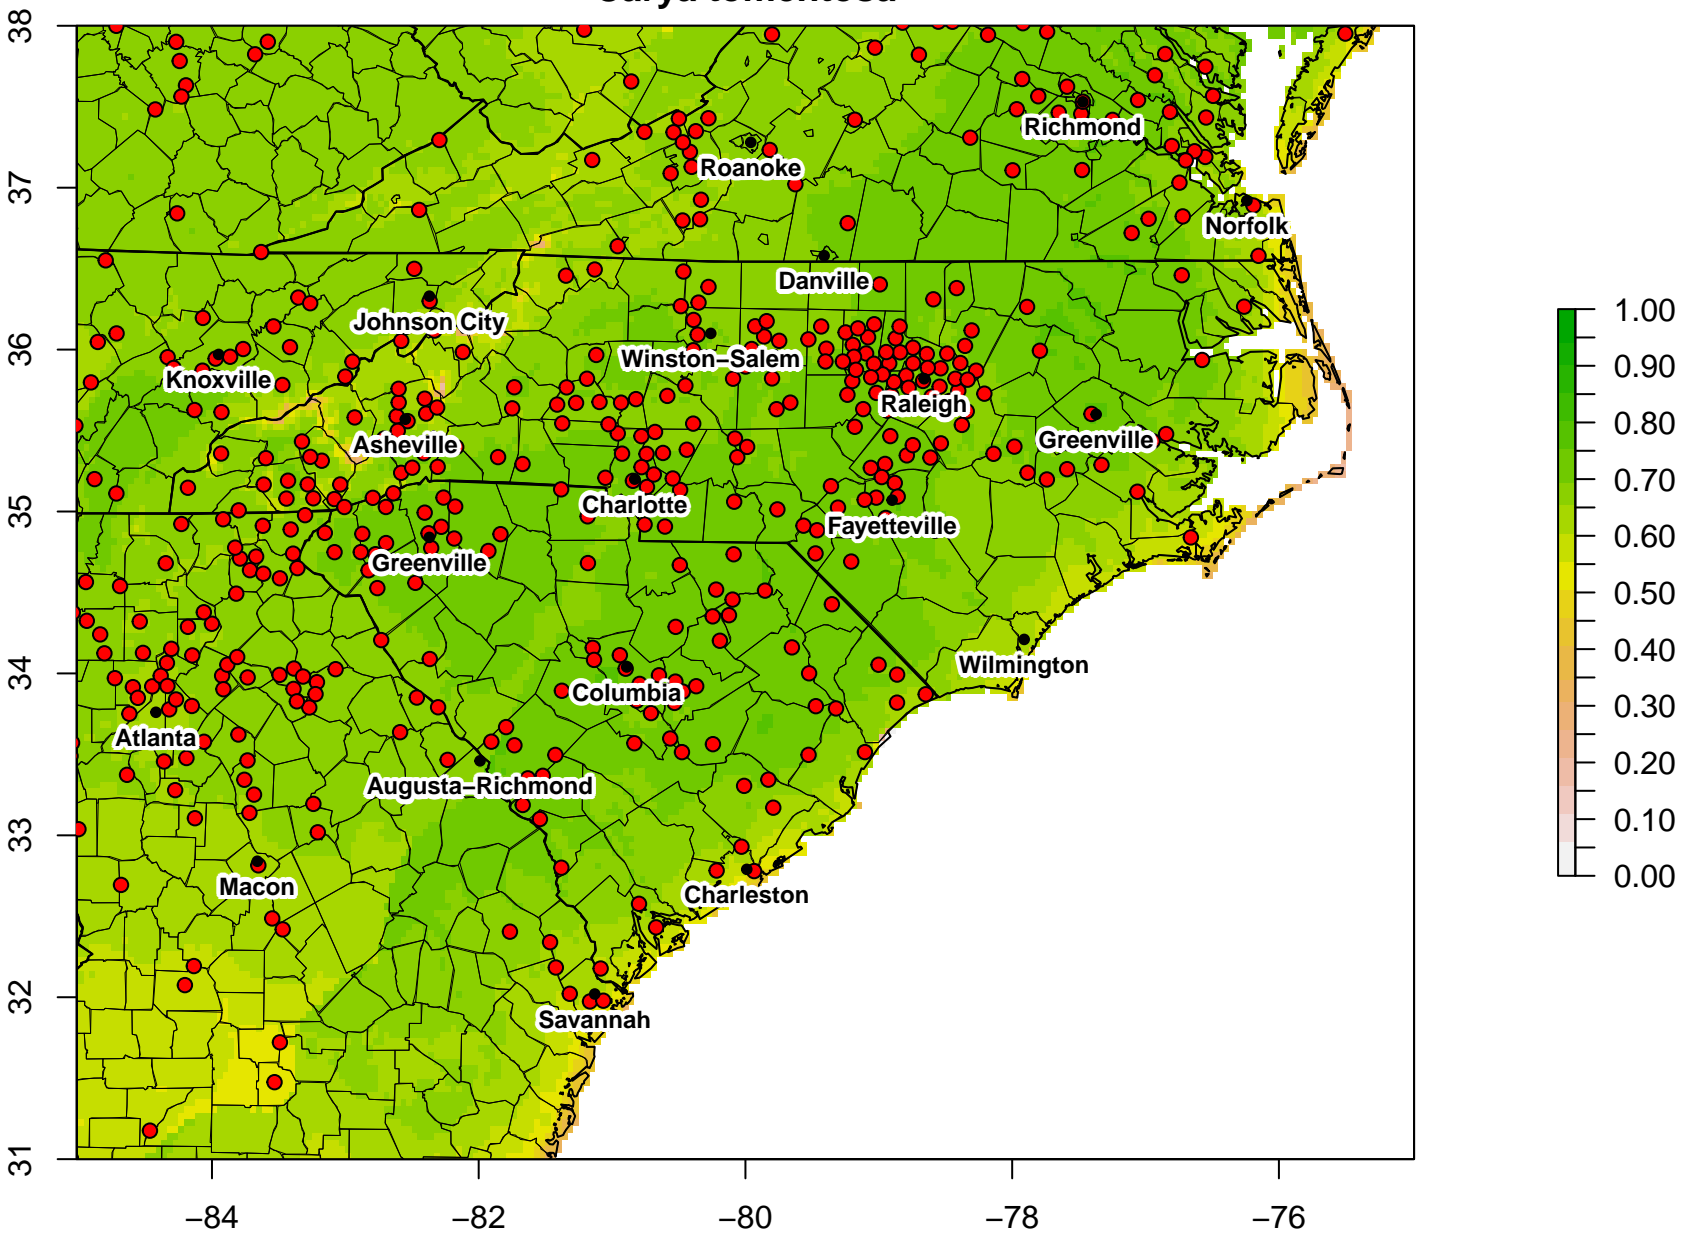 Carya tomentosa
38
37
36
35
34
33
32
31
−84
−82
−80
−78
−76
Richmond
Roanoke
Norfolk
Danville
Johnson City
Winston−Salem
Knoxville
Raleigh
Asheville
Greenville
Charlotte
Fayetteville
Greenville
Wilmington
Columbia
Atlanta
Augusta−Richmond
Macon
Charleston
Savannah
1.00
0.90
0.80
0.70
0.60
0.50
0.40
0.30
0.20
0.10
0.00